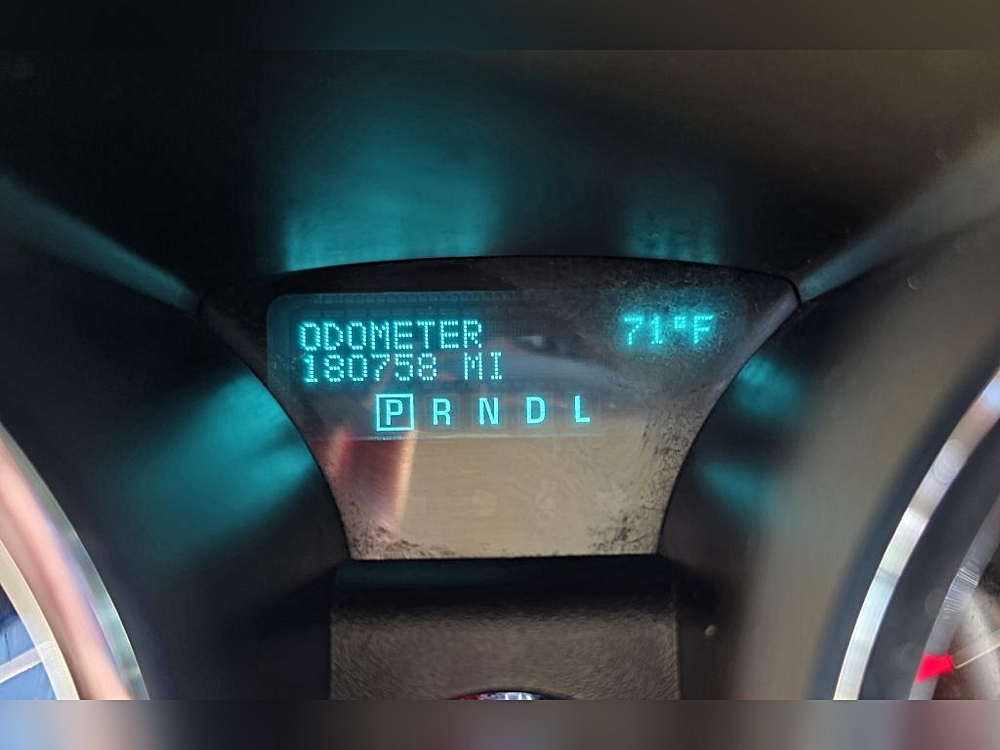 ODOMETER 71°F
180758 MI
P R N D L